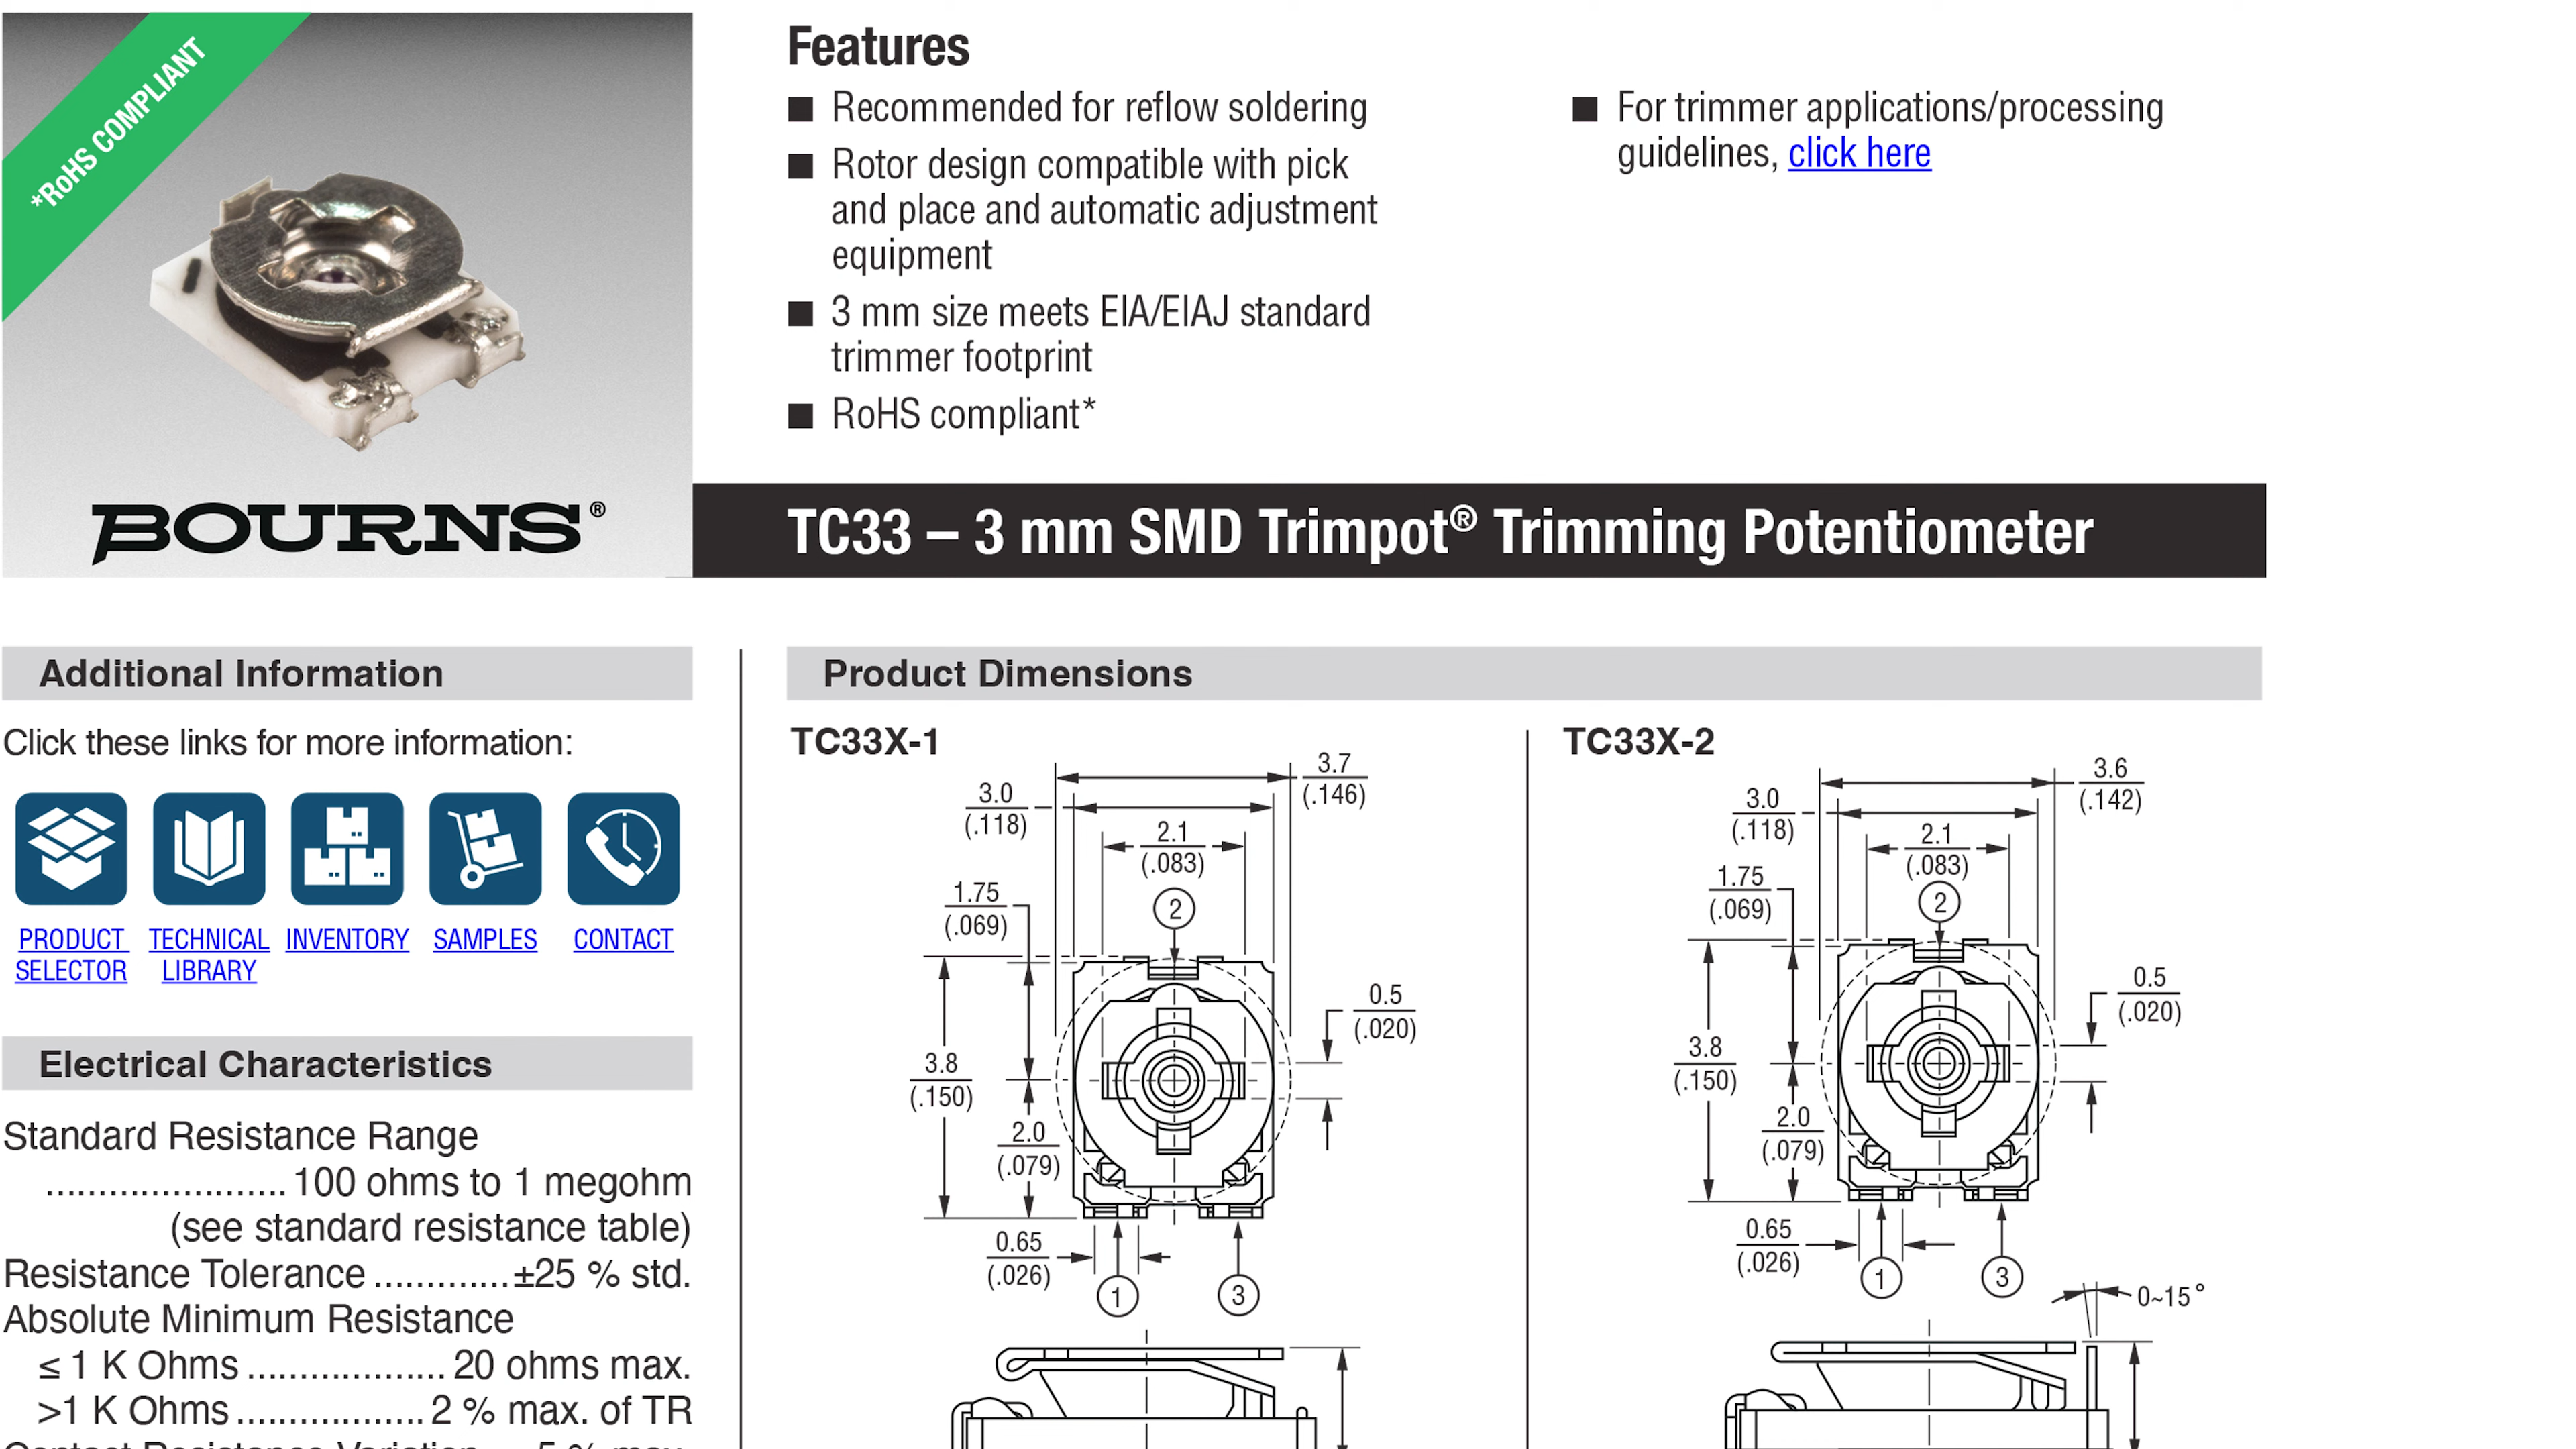 *RoHS COMPLIANT
BOURNS®
Features
■ Recommended for reflow soldering
■ Rotor design compatible with pick
and place and automatic adjustment
equipment
■ 3 mm size meets EIA/EIAJ standard
trimmer footprint
■ RoHS compliant*
■ For trimmer applications/processing
guidelines, click here
TC33 – 3 mm SMD Trimpot® Trimming Potentiometer
Additional Information
Click these links for more information:
PRODUCT SELECTOR
TECHNICAL LIBRARY
INVENTORY
SAMPLES
CONTACT
Electrical Characteristics
Standard Resistance Range
.......................100 ohms to 1 megohm
(see standard resistance table)
Resistance Tolerance .............±25 % std.
Absolute Minimum Resistance
≤ 1 K Ohms ................... 20 ohms max.
>1 K Ohms .................. 2 % max. of TR
Product Dimensions
TC33X-1
3.7
(.146)
3.0
(.118)
2.1
(.083)
1.75
(.069)
2
0.5
(.020)
3.8
(.150)
2.0
(.079)
0.65
(.026)
1
3
TC33X-2
3.6
(.142)
3.0
(.118)
2.1
(.083)
1.75
(.069)
2
0.5
(.020)
3.8
(.150)
2.0
(.079)
0.65
(.026)
1
3
0~15°